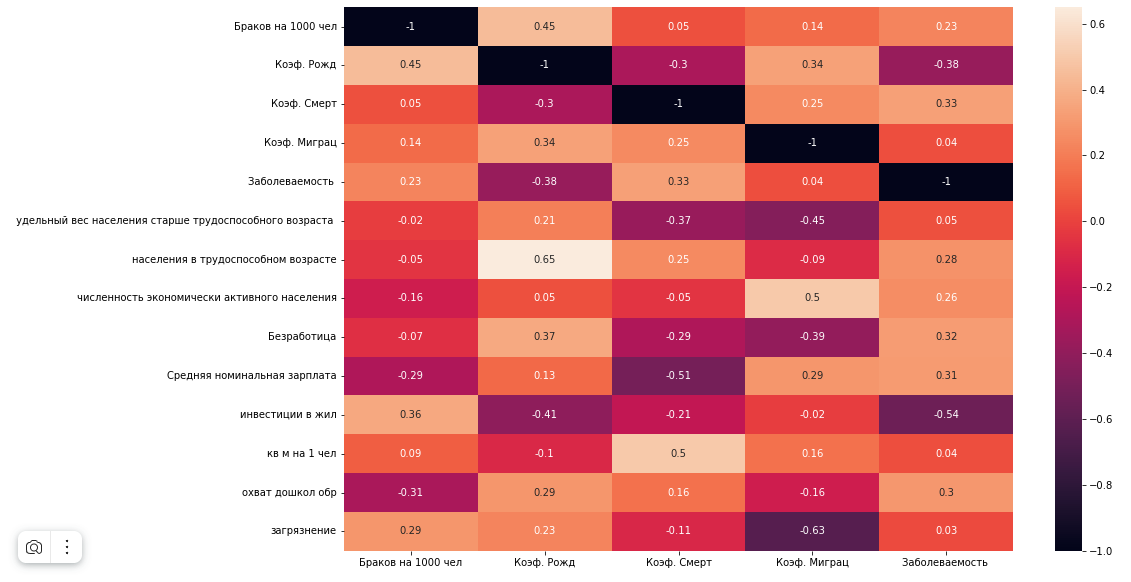 Браков на 1000 чел -1 0.45 0.05 0.14 0.23
Коэф. Рожд 0.45 -1 -0.3 0.34 -0.38
Коэф. Смерт 0.05 -0.3 -1 0.25 0.33
Коэф. Миграц 0.14 0.34 0.25 -1 0.04
Заболеваемость 0.23 -0.38 0.33 0.04 -1
удельный вес населения старше трудоспособного возраста -0.02 0.21 -0.37 -0.45 0.05
населения в трудоспособном возрасте -0.05 0.65 0.25 -0.09 0.28
численность экономически активного населения -0.16 0.05 -0.05 0.5 0.26
Безработица -0.07 0.37 -0.29 -0.39 0.32
Средняя номинальная зарплата -0.29 0.13 -0.51 0.29 0.31
инвестиции в жил 0.36 -0.41 -0.21 -0.02 -0.54
кв м на 1 чел 0.09 -0.1 0.5 0.16 0.04
охват дошкол обр -0.31 0.29 0.16 -0.16 0.3
загрязнение 0.29 0.23 -0.11 -0.63 0.03
Браков на 1000 чел Коэф. Рожд Коэф. Смерт Коэф. Миграц Заболеваемость
0.6
0.4
0.2
0.0
−0.2
−0.4
−0.6
−0.8
−1.0